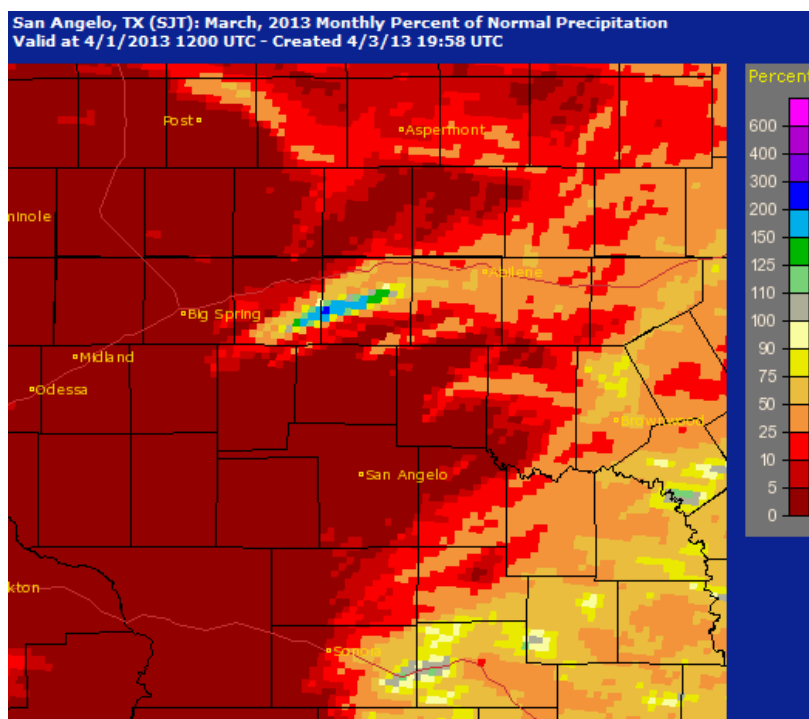 San Angelo, TX (SJT): March, 2013 Monthly Percent of Normal Precipitation
Valid at 4/1/2013 1200 UTC - Created 4/3/13 19:58 UTC
Percent
Post
Aspermont
600
400
300
ninole
200
150
Abilene
125
Big Spring
110
100
Midland
90
Odessa
75
50
Brownwood
25
San Angelo
10
5
0
kton
Sonora